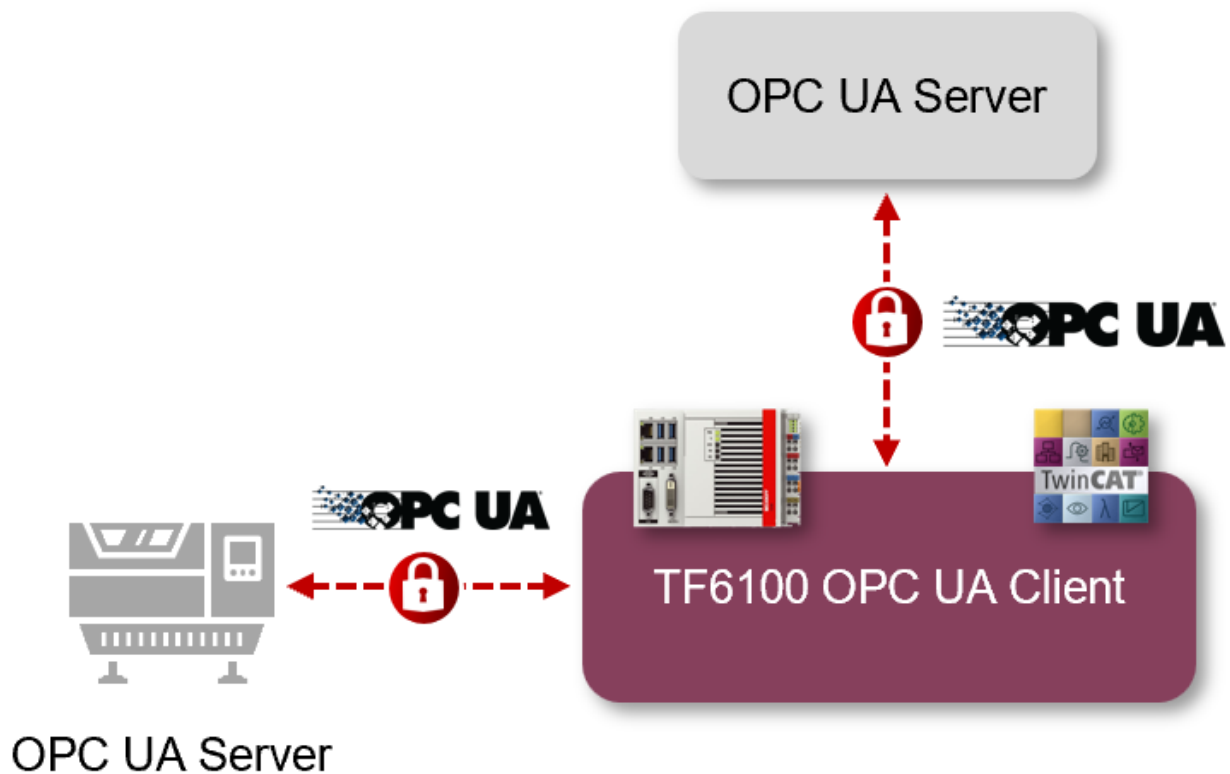 OPC UA Server
OPC UA
TwinCAT
OPC UA
TF6100 OPC UA Client
OPC UA Server